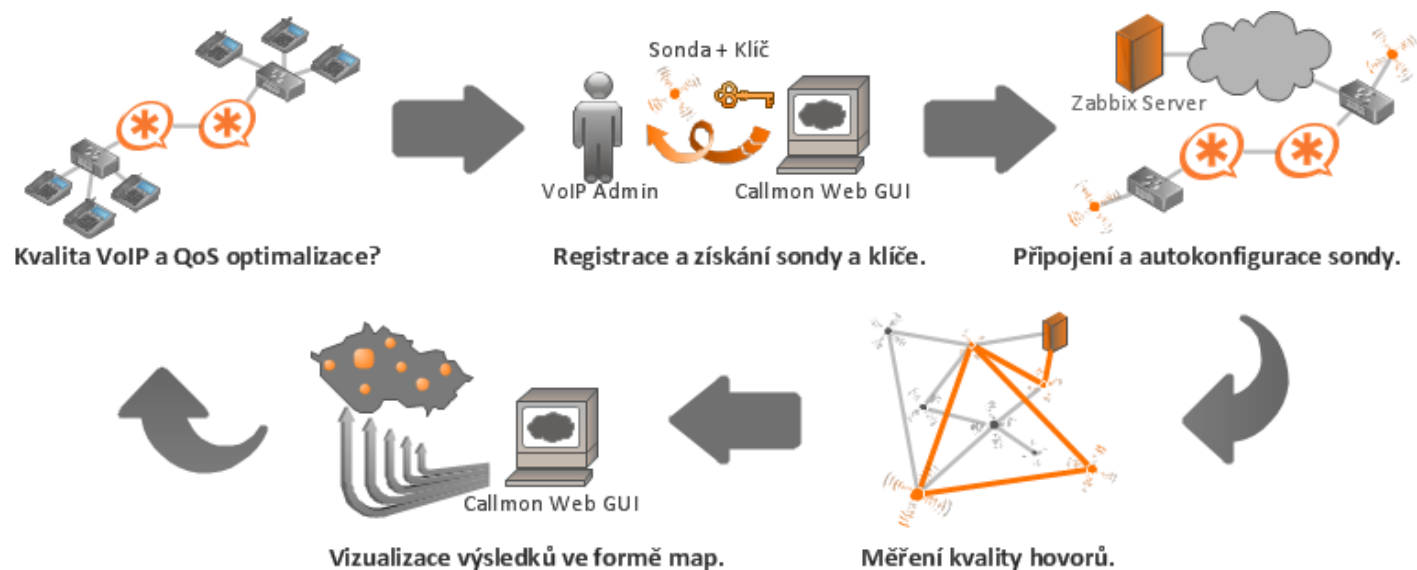 Sonda + Klíč
VoIP Admin
Callmon Web GUI
Zabbix Server
Kvalita VoIP a QoS optimalizace?
Registrace a získání sondy a klíče.
Připojení a autokonfigurace sondy.
Callmon Web GUI
Vizualizace výsledků ve formě map.
Měření kvality hovorů.